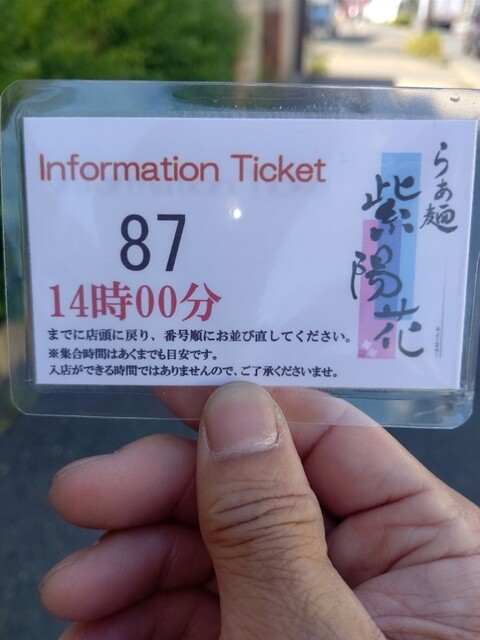 Information Ticket
87
14時00分
までに店頭に戻り、番号順にお並び直してください。
※集合時間はあくまでも目安です。
入店ができる時間ではありませんので、ご了承くださいませ。
らぁ麺
紫陽花